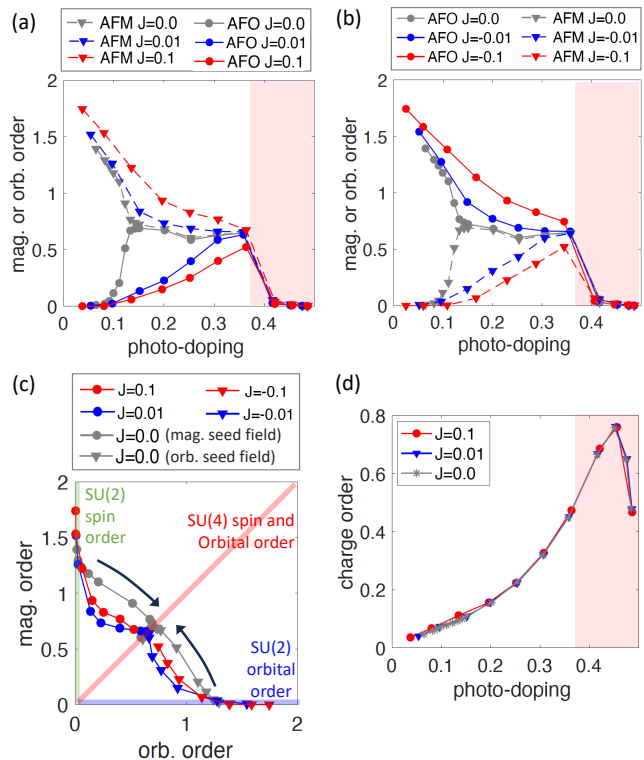 (a)
AFM J=0.0 AFO J=0.0
AFM J=0.01 AFO J=0.01
AFM J=0.1 AFO J=0.1
mag. or orb. order
2
1.5
1
0.5
0
0 0.1 0.2 0.3 0.4
photo-doping
(b)
AFO J=0.0 AFM J=0.0
AFO J=-0.01 AFM J=-0.01
AFO J=-0.1 AFM J=-0.1
mag. or orb. order
2
1.5
1
0.5
0
0 0.1 0.2 0.3 0.4
photo-doping
(c)
J=0.1 J=-0.1
J=0.01 J=-0.01
J=0.0 (mag. seed field)
J=0.0 (orb. seed field)
mag. order
2
1.5
1
0.5
0
SU(2)
spin
order
SU(4) spin and
Orbital order
SU(2)
orbital
order
0 1 2
orb. order
(d)
J=0.1
J=0.01
J=0.0
charge order
0.8
0.6
0.4
0.2
0
0 0.1 0.2 0.3 0.4
photo-doping